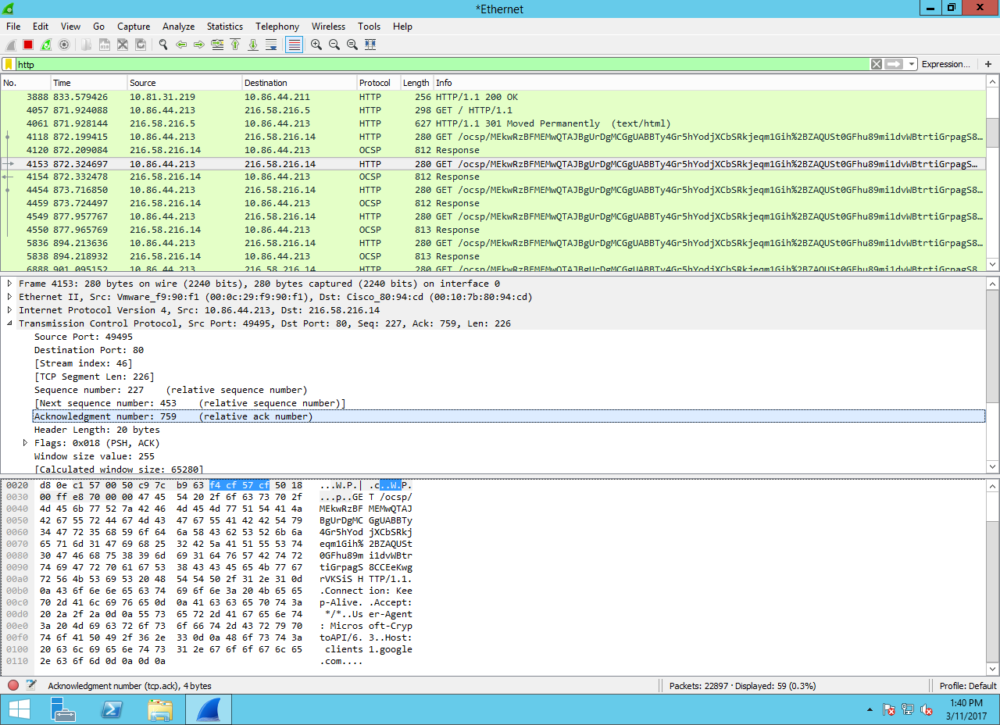 *Ethernet
File Edit View Go Capture Analyze Statistics Telephony Wireless Tools Help
http Expression... +
No. Time Source Destination Protocol Length Info
3888 833.579426 10.81.31.219 10.86.44.211 HTTP 256 HTTP/1.1 200 OK
4057 871.924088 10.86.44.213 216.58.216.5 HTTP 298 GET / HTTP/1.1
4061 871.928144 216.58.216.5 10.86.44.213 HTTP 627 HTTP/1.1 301 Moved Permanently (text/html)
4118 872.199415 10.86.44.213 216.58.216.14 HTTP 280 GET /ocsp/MEkwRzBFMEMwQTAJBgUrDgMCGgUABBTy4Gr5hYodjXCbSRkjeqm1Gih%2BZAQUSt0GFhu89mi1dvWBtrtiGrpagS8...
4120 872.209084 216.58.216.14 10.86.44.213 OCSP 812 Response
4153 872.324697 10.86.44.213 216.58.216.14 HTTP 280 GET /ocsp/MEkwRzBFMEMwQTAJBgUrDgMCGgUABBTy4Gr5hYodjXCbSRkjeqm1Gih%2BZAQUSt0GFhu89mi1dvWBtrtiGrpagS...
4154 872.332478 216.58.216.14 10.86.44.213 OCSP 812 Response
4454 873.716850 10.86.44.213 216.58.216.14 HTTP 280 GET /ocsp/MEkwRzBFMEMwQTAJBgUrDgMCGgUABBTy4Gr5hYodjXCbSRkjeqm1Gih%2BZAQUSt0GFhu89mi1dvWBtrtiGrpagS8...
4459 873.724497 216.58.216.14 10.86.44.213 OCSP 812 Response
4549 877.957767 10.86.44.213 216.58.216.14 HTTP 280 GET /ocsp/MEkwRzBFMEMwQTAJBgUrDgMCGgUABBTy4Gr5hYodjXCbSRkjeqm1Gih%2BZAQUSt0GFhu89mi1dvWBtrtiGrpagS8...
4550 877.965769 216.58.216.14 10.86.44.213 OCSP 813 Response
5836 894.213636 10.86.44.213 216.58.216.14 HTTP 280 GET /ocsp/MEkwRzBFMEMwQTAJBgUrDgMCGgUABBTy4Gr5hYodjXCbSRkjeqm1Gih%2BZAQUSt0GFhu89mi1dvWBtrtiGrpagS8...
5838 894.218932 216.58.216.14 10.86.44.213 OCSP 813 Response
6888 901.095152 10.86.44.213 216.58.216.14 HTTP 280 GET /ocsp/MEkwRzBFMEMwQTAJBgUrDgMCGgUABBTy4Gr5hYodjXCbSRkjeqm1Gih%2BZAQUSt0GFhu89mi1dvWBtrtiGrpagS8...
Frame 4153: 280 bytes on wire (2240 bits), 280 bytes captured (2240 bits) on interface 0
Ethernet II, Src: Vmware_f9:90:f1 (00:0c:29:f9:90:f1), Dst: Cisco_80:94:cd (00:10:7b:80:94:cd)
Internet Protocol Version 4, Src: 10.86.44.213, Dst: 216.58.216.14
Transmission Control Protocol, Src Port: 49495, Dst Port: 80, Seq: 227, Ack: 759, Len: 226
Source Port: 49495
Destination Port: 80
[Stream index: 46]
[TCP Segment Len: 226]
Sequence number: 227 (relative sequence number)
[Next sequence number: 453 (relative sequence number)]
Acknowledgment number: 759 (relative ack number)
Header Length: 20 bytes
Flags: 0x018 (PSH, ACK)
Window size value: 255
[Calculated window size: 65280]
0020 d8 0e c1 57 00 50 c9 7c b9 63 f4 cf 57 cf 50 18 ...W.P.| .c..W.P.
0030 00 ff e8 70 00 00 47 45 54 20 2f 6f 63 73 70 2f ...p..GE T /ocsp/
0040 4d 45 6b 77 52 7a 42 46 4d 45 4d 77 51 54 41 4a MEkwRzBF MEMwQTAJ
0050 42 67 55 72 44 67 4d 43 47 67 55 41 42 42 54 79 BgUrDgMC GgUABBTy
0060 34 47 72 35 68 59 6f 64 6a 58 43 62 53 52 6b 6a 4Gr5hYod jXCbSRkj
0070 65 71 6d 31 47 69 68 25 32 42 5a 41 51 55 53 74 eqm1Gih% 2BZAQUSt
0080 30 47 46 68 75 38 39 6d 69 31 64 76 57 42 74 72 0GFhu89m i1dvWBtr
0090 74 69 47 72 70 61 67 53 38 43 43 45 65 4b 77 67 tiGrpagS 8CCEeKwg
00a0 72 56 4b 53 69 53 20 48 54 54 50 2f 31 2e 31 0d rVKSiS H TTP/1.1.
00b0 0a 43 6f 6e 6e 65 63 74 69 6f 6e 3a 20 4b 65 65 .Connect ion: Kee
00c0 70 2d 41 6c 69 76 65 0d 0a 41 63 63 65 70 74 3a p-Alive. .Accept:
00d0 20 2a 2f 2a 0d 0a 55 73 65 72 2d 41 67 65 6e 74 */*..Us er-Agent
00e0 3a 20 4d 69 63 72 6f 73 6f 66 74 2d 43 72 79 70 : Micros oft-Cryp
00f0 74 6f 41 50 49 2f 36 2e 33 0d 0a 48 6f 73 74 3a toAPI/6. 3..Host:
0100 20 63 6c 69 65 6e 74 73 31 2e 67 6f 6f 67 6c 65 clients 1.google
0110 2e 63 6f 6d 0d 0a 0d 0a .com....
Acknowledgment number (tcp.ack), 4 bytes Packets: 22897 · Displayed: 59 (0.3%) Profile: Default
1:40 PM
3/11/2017